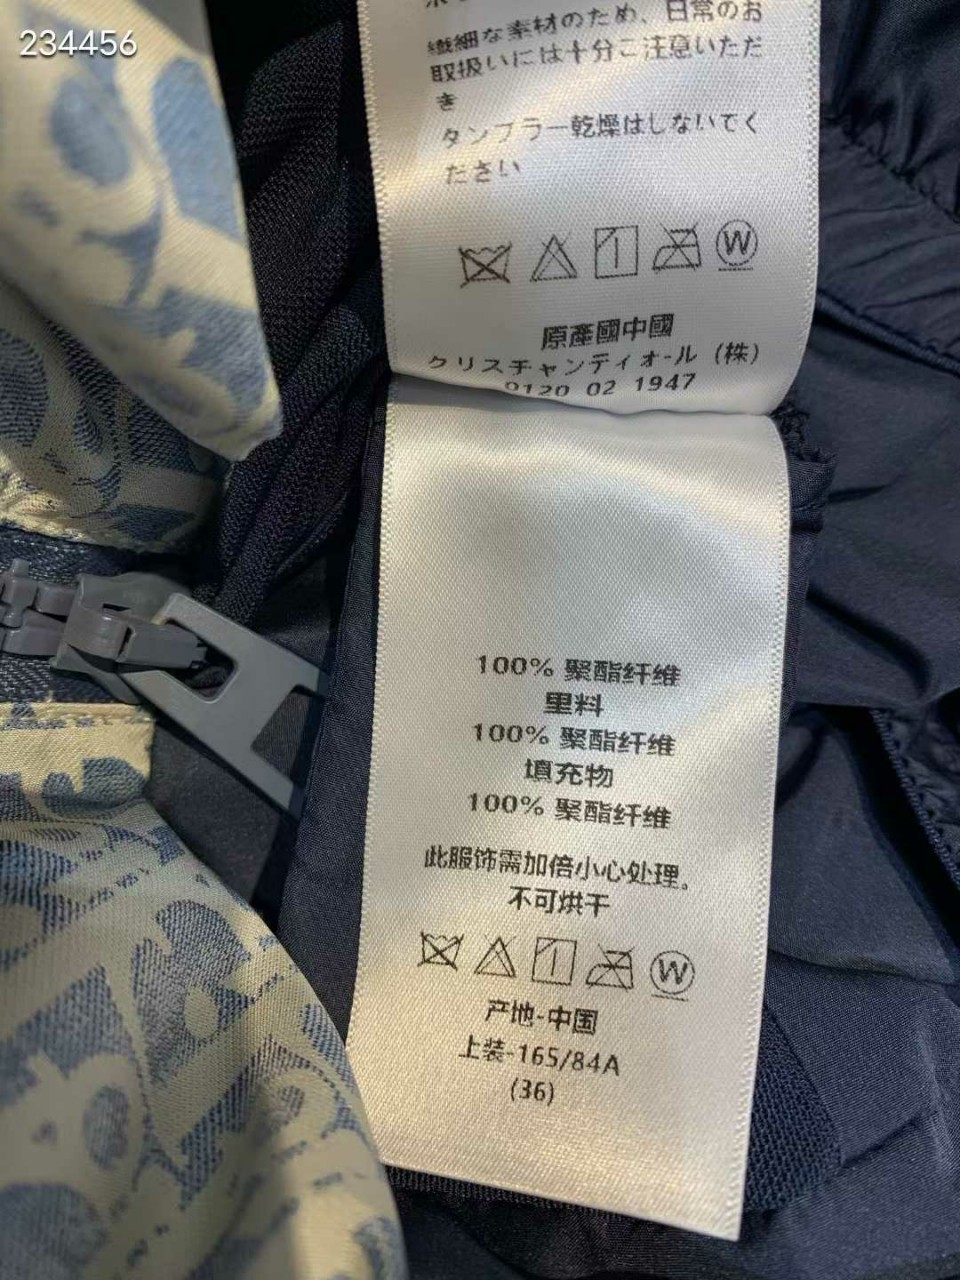 234456
繊細な素材のため、日常のお
取扱いには十分ご注意いただ
き
タンブラー乾燥はしないでく
ださい
W
原產國中國
クリスチャンディオール (株)
0120 02 1947
100% 聚酯纤维
里料
100% 聚酯纤维
填充物
100% 聚酯纤维
此服饰需加倍小心处理。
不可烘干
W
产地-中国
上装-165/84A
(36)